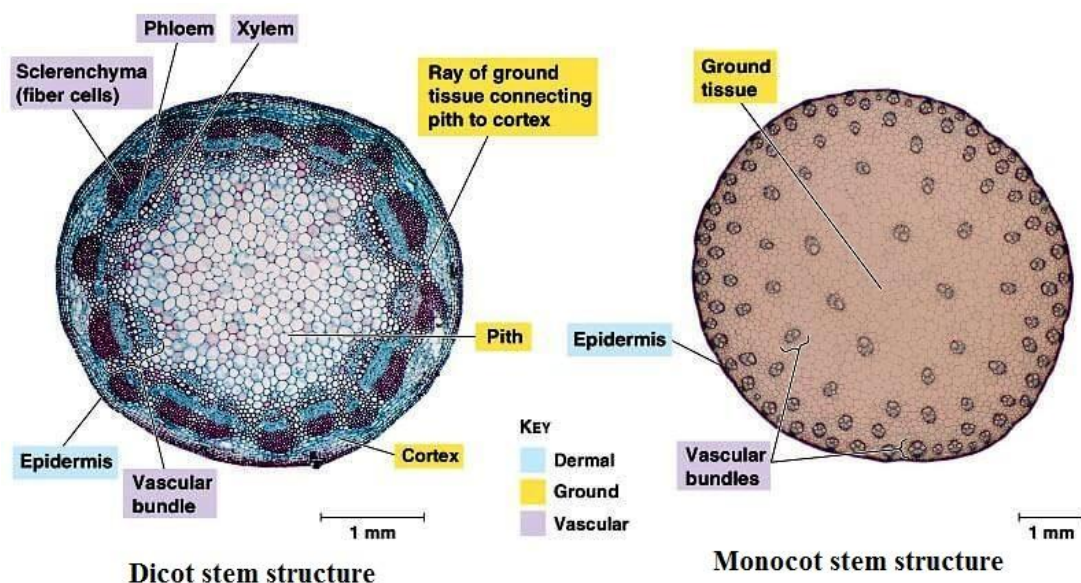 Phloem
Xylem
Sclerenchyma
(fiber cells)
Ray of ground
tissue connecting
pith to cortex
Ground
tissue
Pith
Epidermis
Cortex
Epidermis
Vascular
bundle
KEY
Dermal
Ground
Vascular
Vascular
bundles
1 mm
1 mm
Dicot stem structure
Monocot stem structure